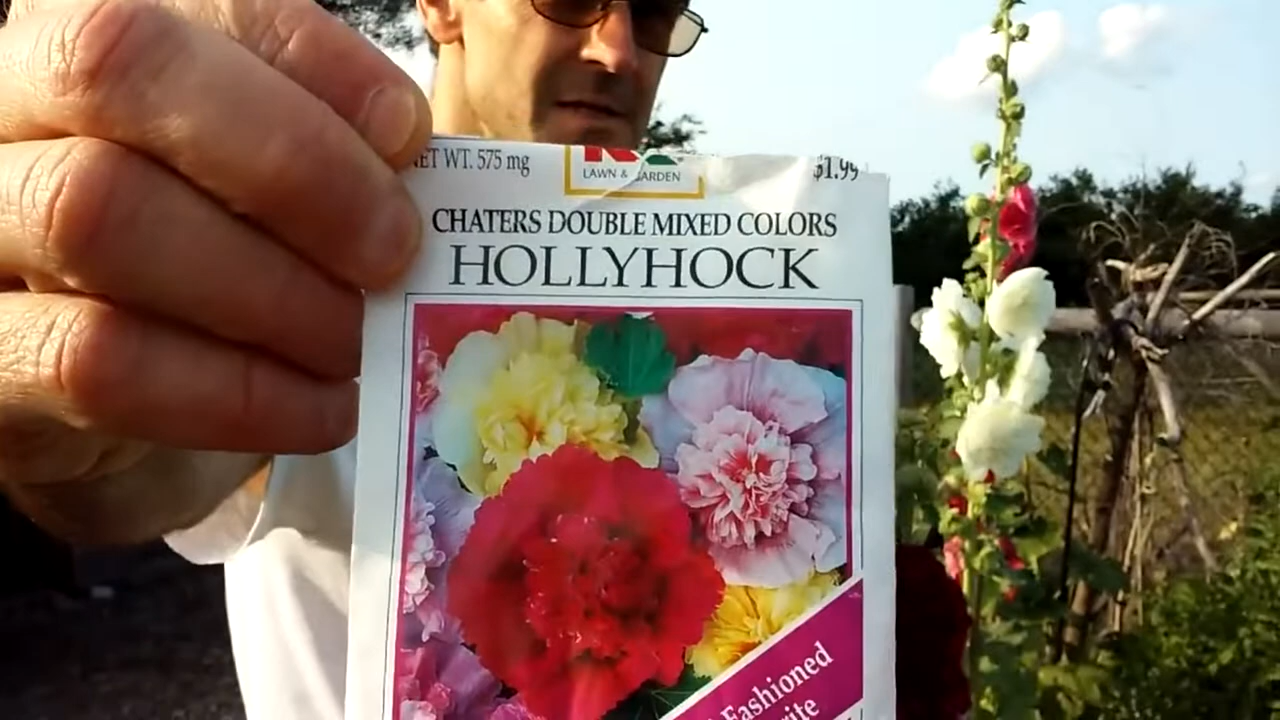 NET WT. 575 mg
LAWN & GARDEN
$1.99
CHATERS DOUBLE MIXED COLORS
HOLLYHOCK
Fashioned